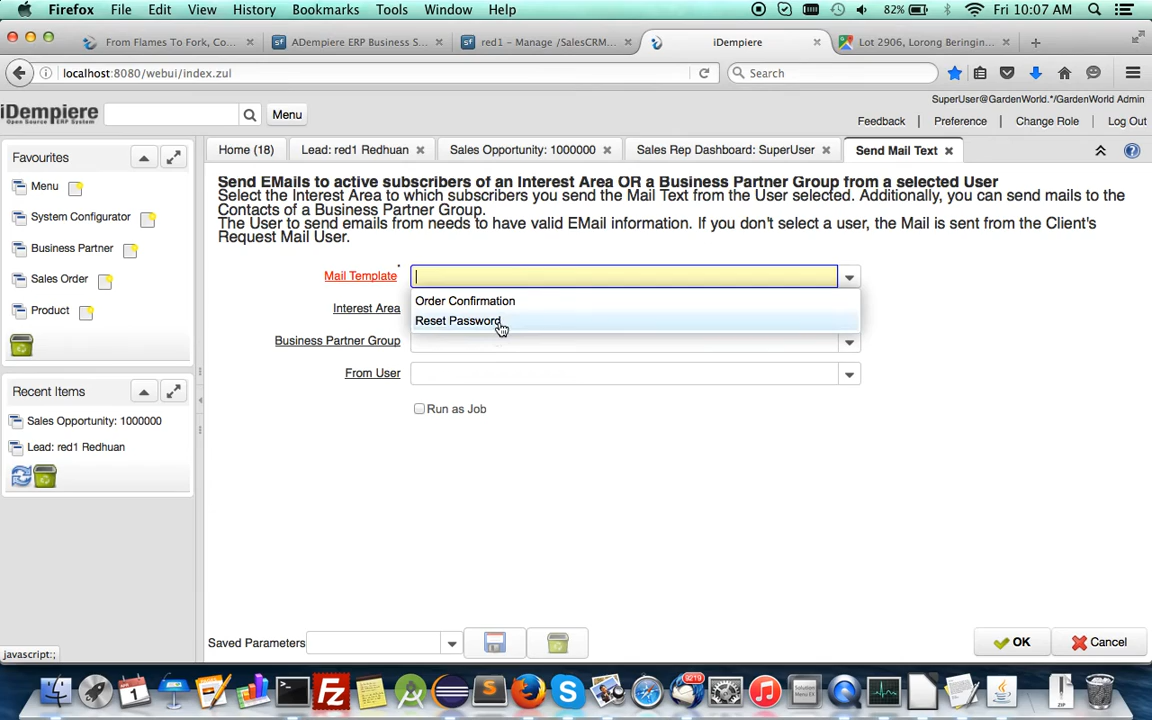 Firefox File Edit View History Bookmarks Tools Window Help 82% Fri 10:07 AM
From Flames To Fork, Co... ADempiere ERP Business S... red1 - Manage /SalesCRM... iDempiere Lot 2906, Lorong Beringin...
localhost:8080/webui/index.zul Search
iDempiere Menu SuperUser@GardenWorld.*/GardenWorld Admin
Open Source ERP System Feedback Preference Change Role Log Out
Favourites
Menu
System Configurator
Business Partner
Sales Order
Product
Recent Items
Sales Opportunity: 1000000
Lead: red1 Redhuan
Home (18) Lead: red1 Redhuan Sales Opportunity: 1000000 Sales Rep Dashboard: SuperUser Send Mail Text
Send EMails to active subscribers of an Interest Area OR a Business Partner Group from a selected User
Select the Interest Area to which subscribers you send the Mail Text from the User selected. Additionally, you can send mails to the
Contacts of a Business Partner Group.
The User to send emails from needs to have valid EMail information. If you don't select a user, the Mail is sent from the Client's
Request Mail User.
Mail Template
Order Confirmation
Interest Area
Reset Password
Business Partner Group
From User
Run as Job
Saved Parameters OK Cancel
javascript:;
1 9219